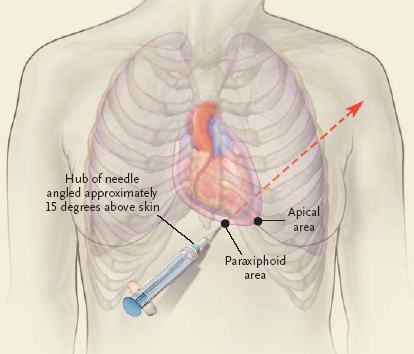 Hub of needle
angled approximately
15 degrees above skin
Apical
area
Paraxiphoid
area